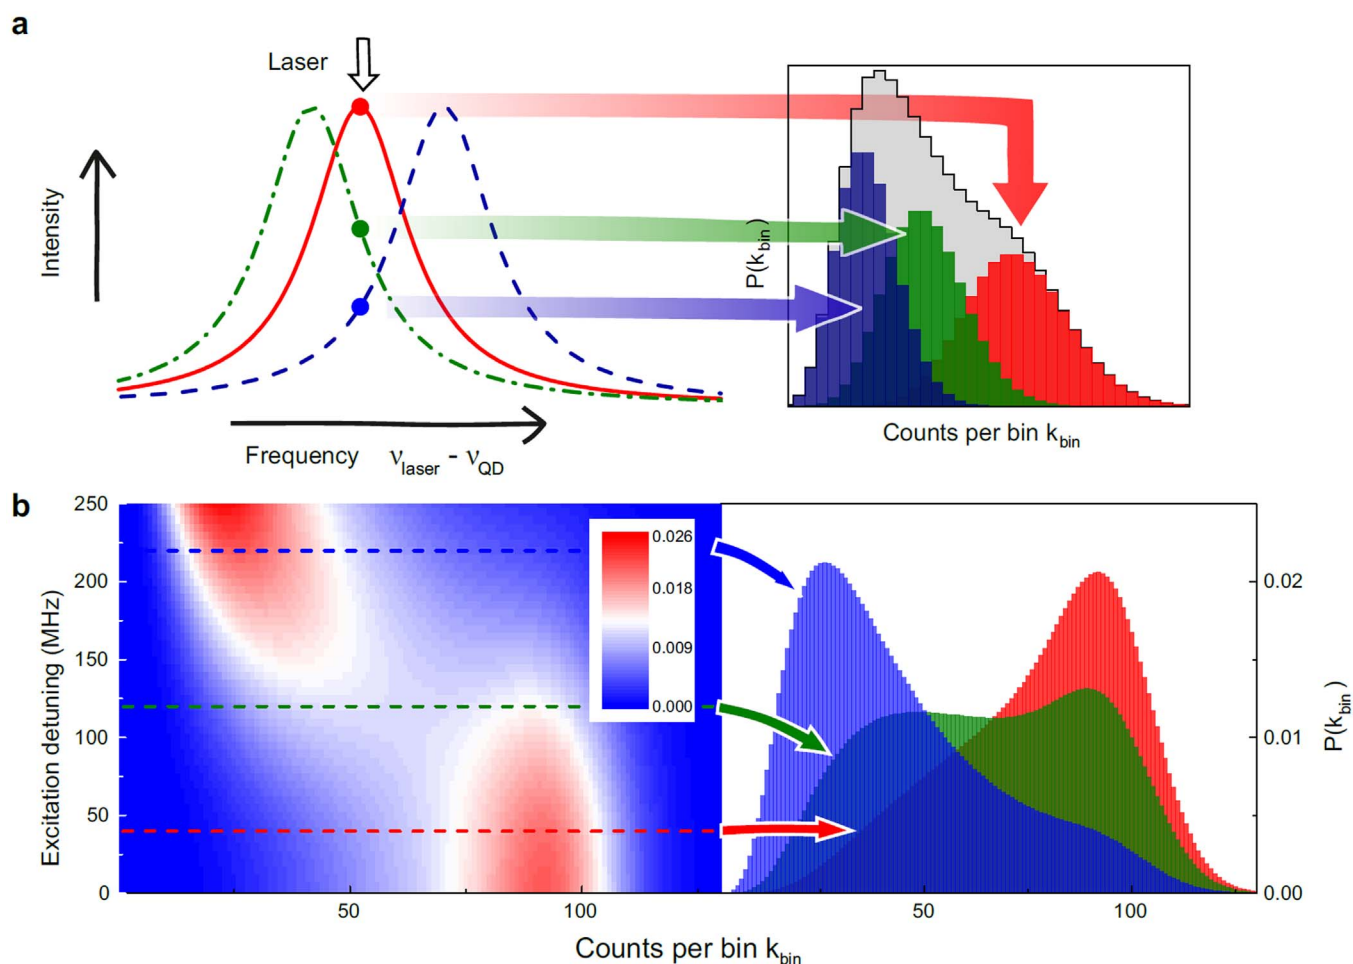 a
Laser
Intensity
P(k_bin)
Counts per bin k_bin
Frequency ν_laser - ν_QD
b
Excitation detuning (MHz)
250
200
150
100
50
0
0.026
0.018
0.009
0.000
50
100
50
100
0.02
0.01
0.00
P(k_bin)
Counts per bin k_bin